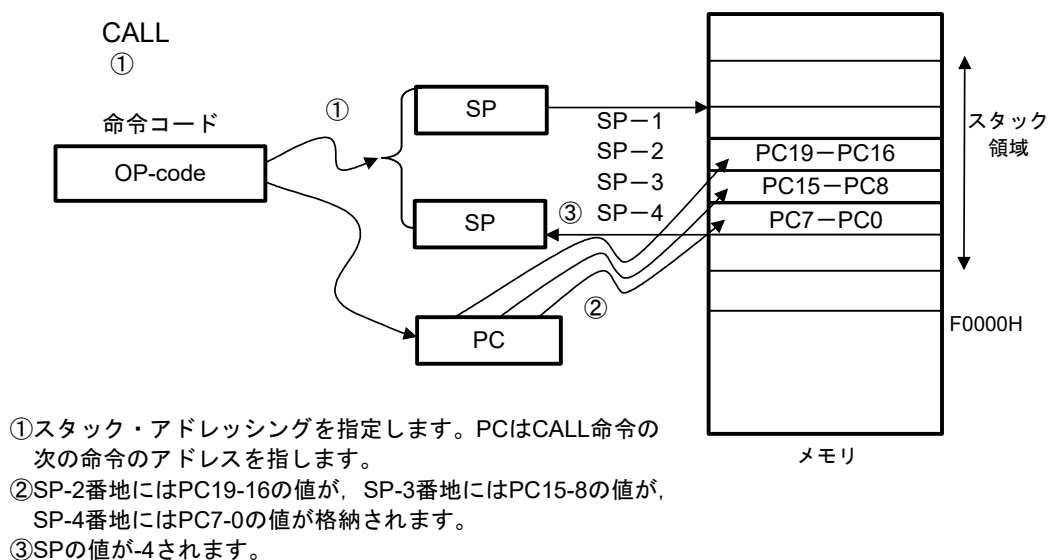 CALL
①
命令コード
OP-code
①
SP
SP
③
②
PC
SP－1
SP－2
SP－3
SP－4
PC19－PC16
PC15－PC8
PC7－PC0
スタック
領域
F0000H
メモリ
①スタック・アドレッシングを指定します。PCはCALL命令の
次の命令のアドレスを指します。
②SP-2番地にはPC19-16の値が，SP-3番地にはPC15-8の値が，
SP-4番地にはPC7-0の値が格納されます。
③SPの値が-4されます。